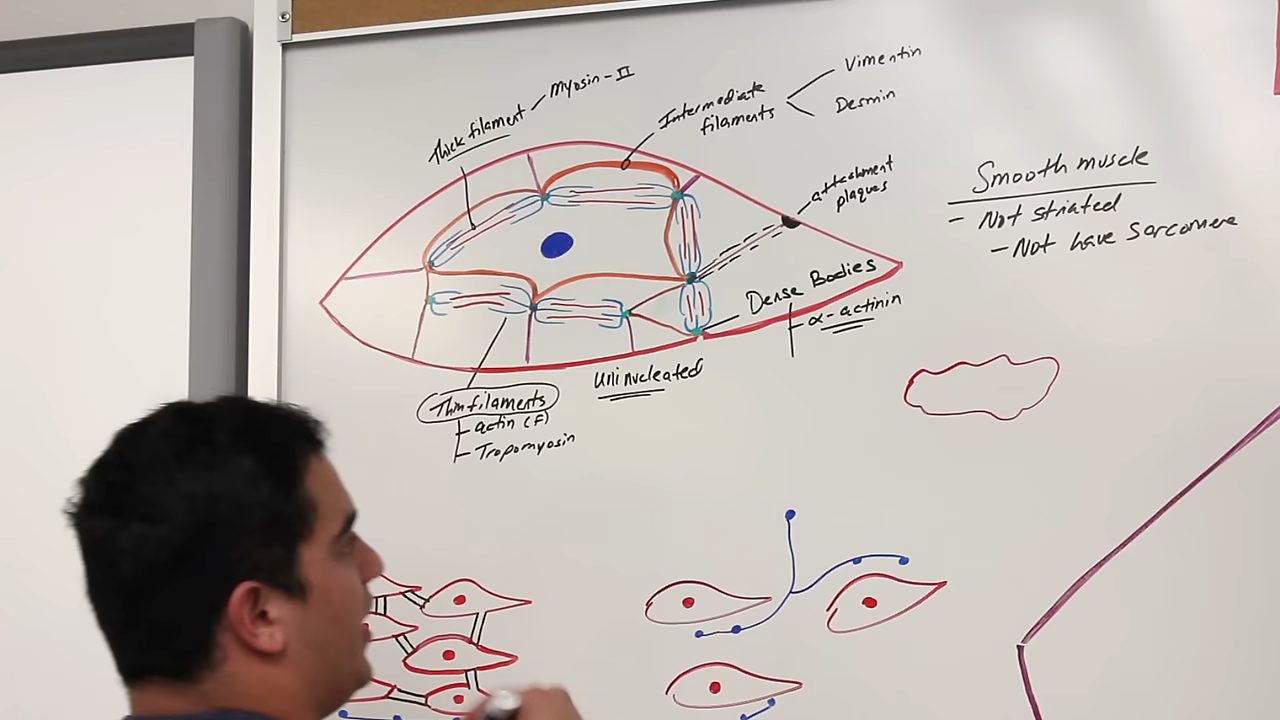 Thick filament
Myosin-II
Intermediate
filaments
Vimentin
Desmin
attachment
plaques
Smooth muscle
- Not striated
- Not have Sarcomere
Dense Bodies
α-actinin
Uninucleated
Thin filaments
actin (F)
Tropomyosin